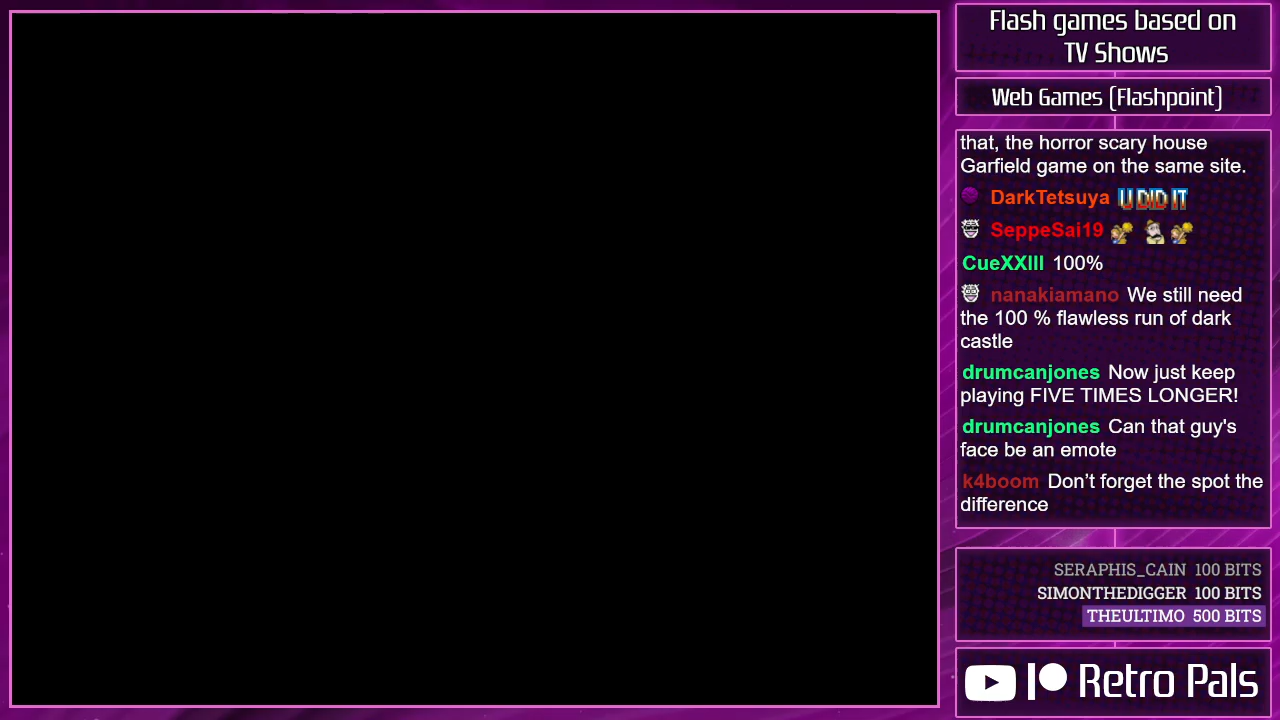 Flash games based on
TV Shows
Web Games (Flashpoint)
that, the horror scary house
Garfield game on the same site.
DarkTetsuya U DID IT
SeppeSai19
CueXXIII 100%
nanakiamano We still need
the 100 % flawless run of dark
castle
drumcanjones Now just keep
playing FIVE TIMES LONGER!
drumcanjones Can that guy's
face be an emote
k4boom Don’t forget the spot the
difference
SERAPHIS_CAIN 100 BITS
SIMONTHEDIGGER 100 BITS
THEULTIMO 500 BITS
Retro Pals